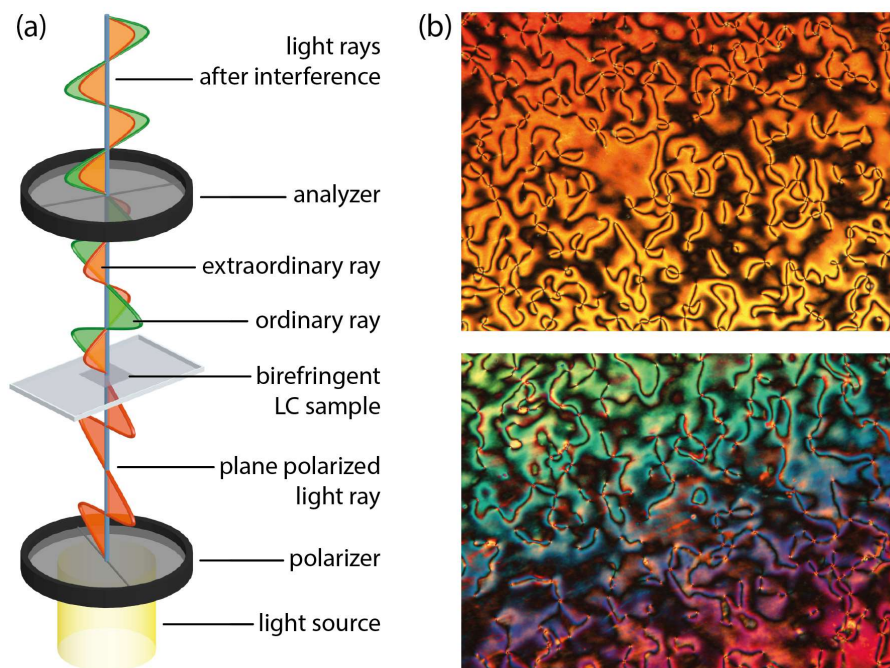 (a)
(b)
light rays
after interference
analyzer
extraordinary ray
ordinary ray
birefringent
LC sample
plane polarized
light ray
polarizer
light source